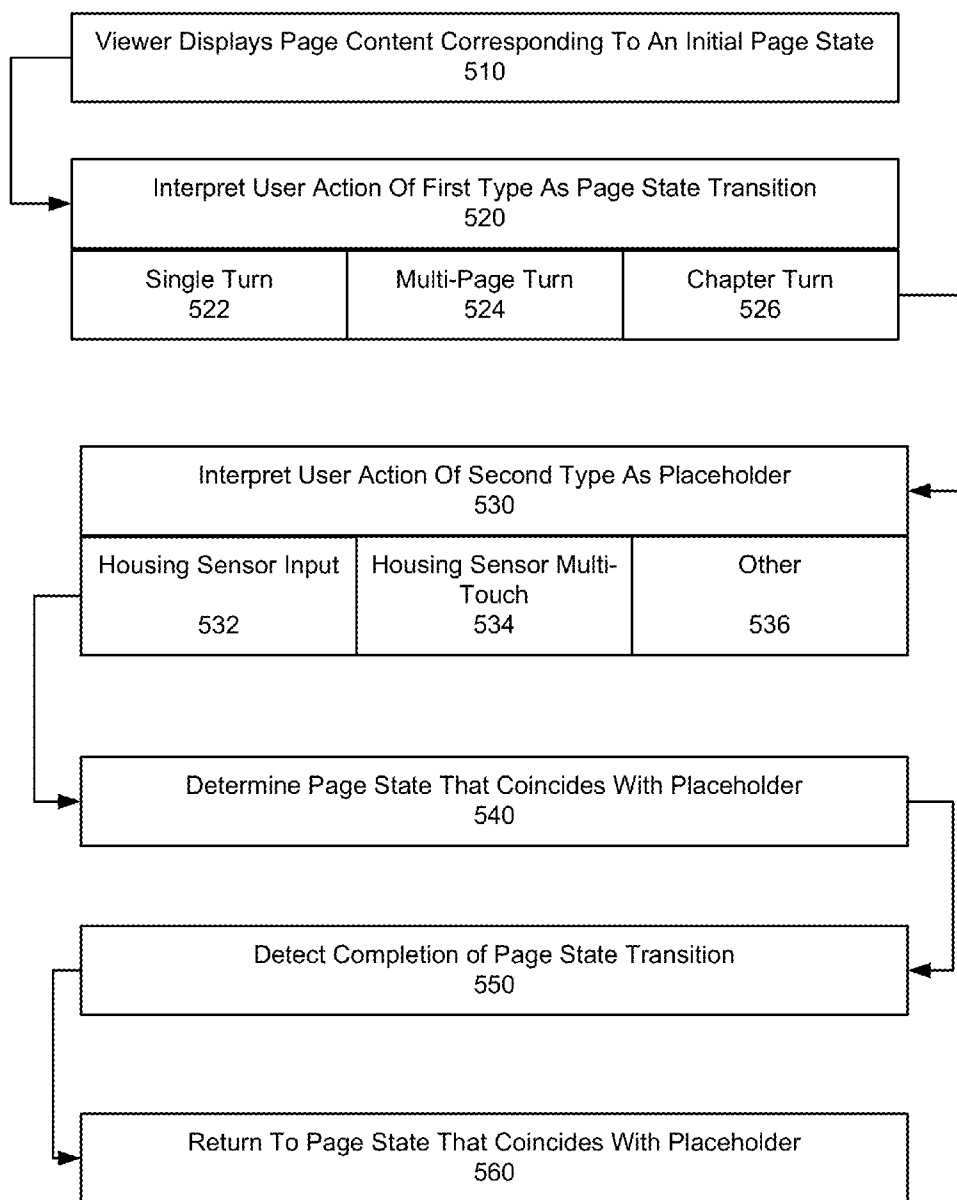 Viewer Displays Page Content Corresponding To An Initial Page State
510
Interpret User Action Of First Type As Page State Transition
520
Single Turn
522
Multi-Page Turn
524
Chapter Turn
526
Interpret User Action Of Second Type As Placeholder
530
Housing Sensor Input
532
Housing Sensor Multi-
Touch
534
Other
536
Determine Page State That Coincides With Placeholder
540
Detect Completion of Page State Transition
550
Return To Page State That Coincides With Placeholder
560